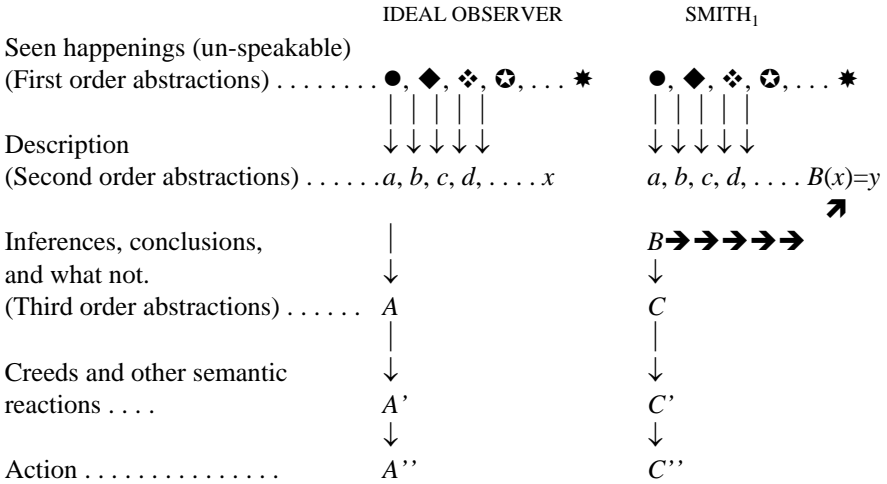 IDEAL OBSERVER SMITH₁
Seen happenings (un-speakable)
(First order abstractions) . . . . . . . . ●, ◆, ❖, ✪, . . . ✷ ●, ◆, ❖, ✪, . . . ✷
| | | | | | | | | |
Description ↓ ↓ ↓ ↓ ↓ ↓ ↓ ↓ ↓ ↓
(Second order abstractions) . . . . . . a, b, c, d, . . . . x a, b, c, d, . . . . B(x)=y
➚
Inferences, conclusions, | B➔➔➔➔➔
and what not. ↓ ↓
(Third order abstractions) . . . . . . A C
| |
Creeds and other semantic ↓ ↓
reactions . . . . A’ C’
↓ ↓
Action . . . . . . . . . . . . . . . A’’ C’’